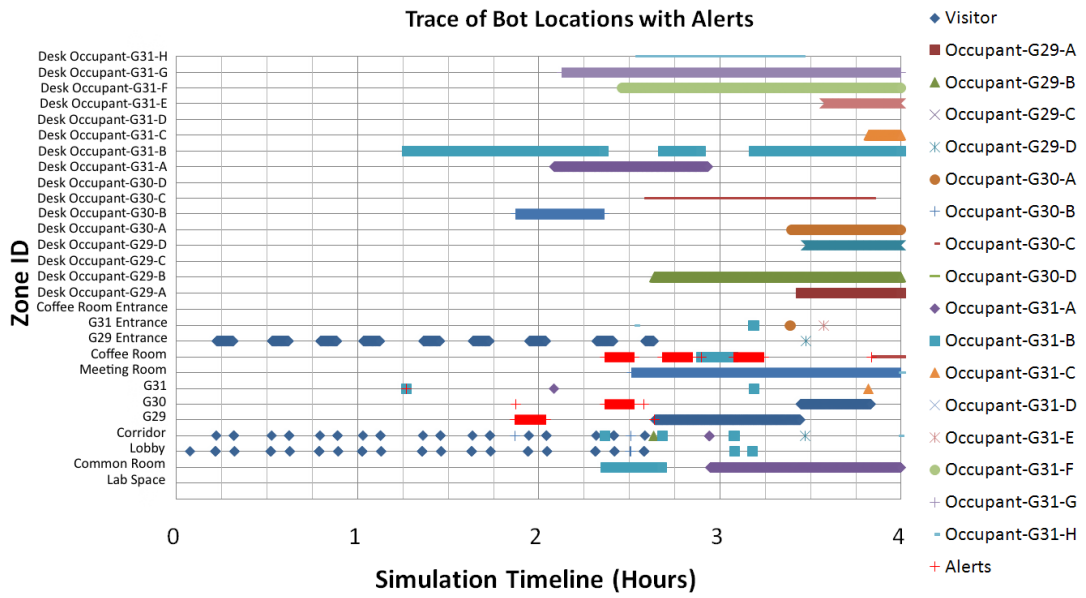 Trace of Bot Locations with Alerts
Zone ID
Desk Occupant-G31-H
Desk Occupant-G31-G
Desk Occupant-G31-F
Desk Occupant-G31-E
Desk Occupant-G31-D
Desk Occupant-G31-C
Desk Occupant-G31-B
Desk Occupant-G31-A
Desk Occupant-G30-D
Desk Occupant-G30-C
Desk Occupant-G30-B
Desk Occupant-G30-A
Desk Occupant-G29-D
Desk Occupant-G29-C
Desk Occupant-G29-B
Desk Occupant-G29-A
Coffee Room Entrance
G31 Entrance
G29 Entrance
Coffee Room
Meeting Room
G31
G30
G29
Corridor
Lobby
Common Room
Lab Space
0 1 2 3 4
Simulation Timeline (Hours)
Visitor
Occupant-G29-A
Occupant-G29-B
Occupant-G29-C
Occupant-G29-D
Occupant-G30-A
Occupant-G30-B
Occupant-G30-C
Occupant-G30-D
Occupant-G31-A
Occupant-G31-B
Occupant-G31-C
Occupant-G31-D
Occupant-G31-E
Occupant-G31-F
Occupant-G31-G
Occupant-G31-H
Alerts